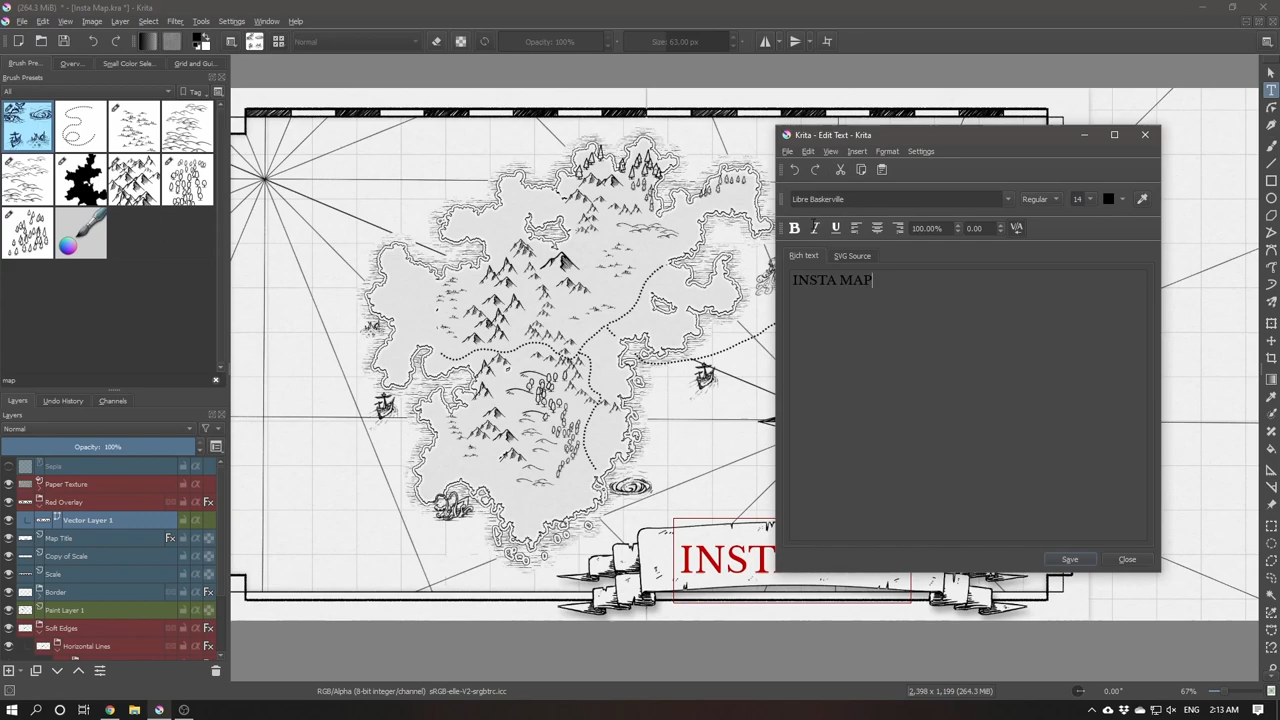 (264.3 MiB) * - [Insta Map.kra *] - Krita
File Edit View Image Layer Select Filter Tools Settings Window Help
Normal Opacity: 100% Size: 63.00 px
Brush Pre... Overv... Small Color Sele... Grid and Gui...
Brush Presets
All Tag
map
Layers Undo History Channels
Layers
Normal
Opacity: 100%
Sepia
Paper Texture
Red Overlay
Vector Layer 1
Map Title
Copy of Scale
Scale
Border
Paint Layer 1
Soft Edges
Horizontal Lines
Krita - Edit Text - Krita
File Edit View Insert Format Settings
Libre Baskerville Regular 14
B I U 100.00% 0.00 V/A
Rich text SVG Source
INSTA MAP
Save Close
INSTA
RGB/Alpha (8-bit integer/channel) sRGB-elle-V2-srgbtrc.icc 2,398 x 1,199 (264.3 MiB) 0.00° 67%
ENG 2:13 AM